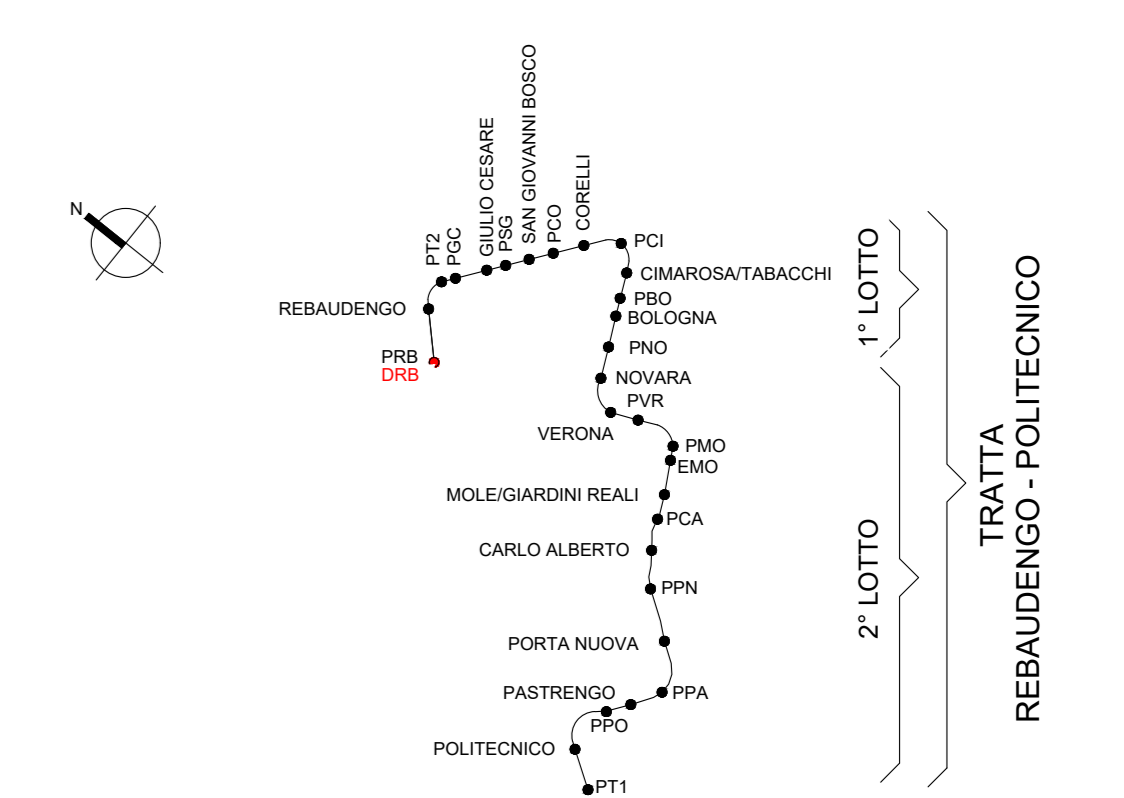 N
REBAUDENGO
PRB
DRB
PT2
PGC
GIULIO CESARE
PSG
SAN GIOVANNI BOSCO
PCO
CORELLI
PCI
CIMAROSA/TABACCHI
PBO
BOLOGNA
PNO
NOVARA
PVR
VERONA
PMO
EMO
MOLE/GIARDINI REALI
PCA
CARLO ALBERTO
PPN
PORTA NUOVA
PPA
PASTRENGO
PPO
POLITECNICO
PT1
1° LOTTO
2° LOTTO
TRATTA
REBAUDENGO - POLITECNICO